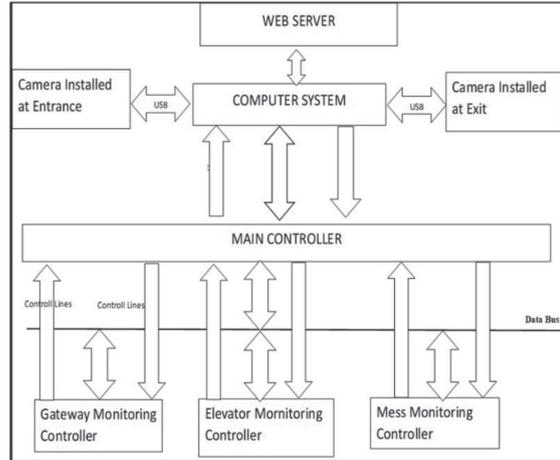 WEB SERVER
Camera Installed
at Entrance
USB
COMPUTER SYSTEM
USB
Camera Installed
at Exit
MAIN CONTROLLER
Controll Lines
Controll Lines
Data Bus
Gateway Monitoring
Controller
Elevator Mornitoring
Controller
Mess Monitoring
Controller